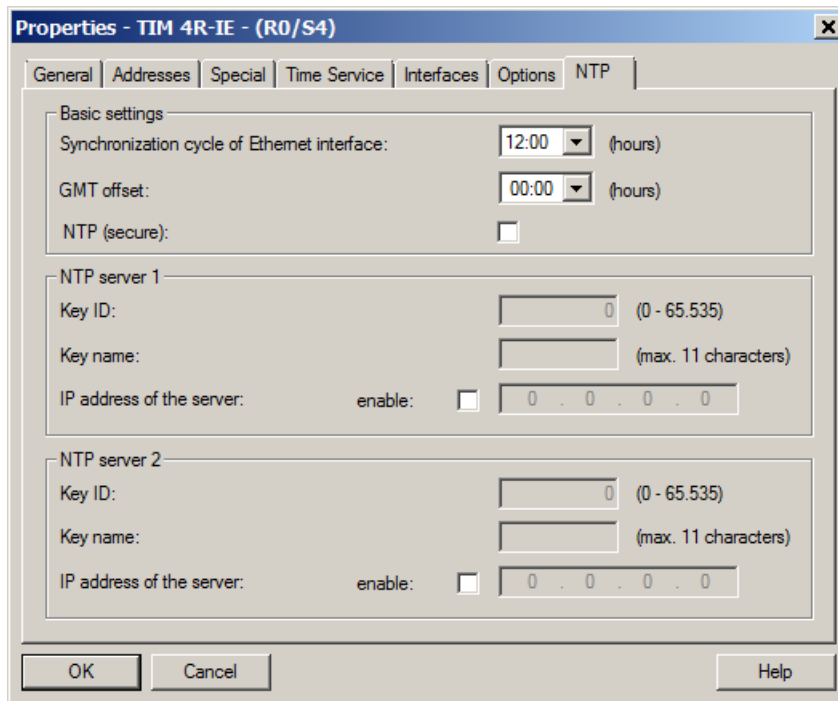 Properties - TIM 4R-IE - (R0/S4)
General Addresses Special Time Service Interfaces Options NTP
Basic settings
Synchronization cycle of Ethernet interface: 12:00 (hours)
GMT offset: 00:00 (hours)
NTP (secure):
NTP server 1
Key ID: 0 (0 - 65.535)
Key name: (max. 11 characters)
IP address of the server: enable: 0 . 0 . 0 . 0
NTP server 2
Key ID: 0 (0 - 65.535)
Key name: (max. 11 characters)
IP address of the server: enable: 0 . 0 . 0 . 0
OK Cancel Help